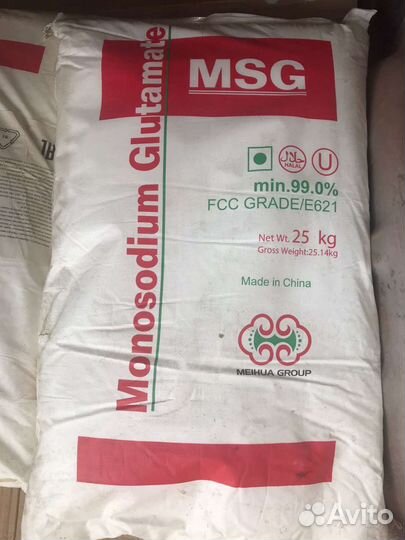 MSG
Monosodium Glutamate
حلال
HALAL
U
min.99.0%
FCC GRADE/E621
Net Wt. 25 kg
Gross Weight:25.14kg
Made in China
MEIHUA GROUP
Avito